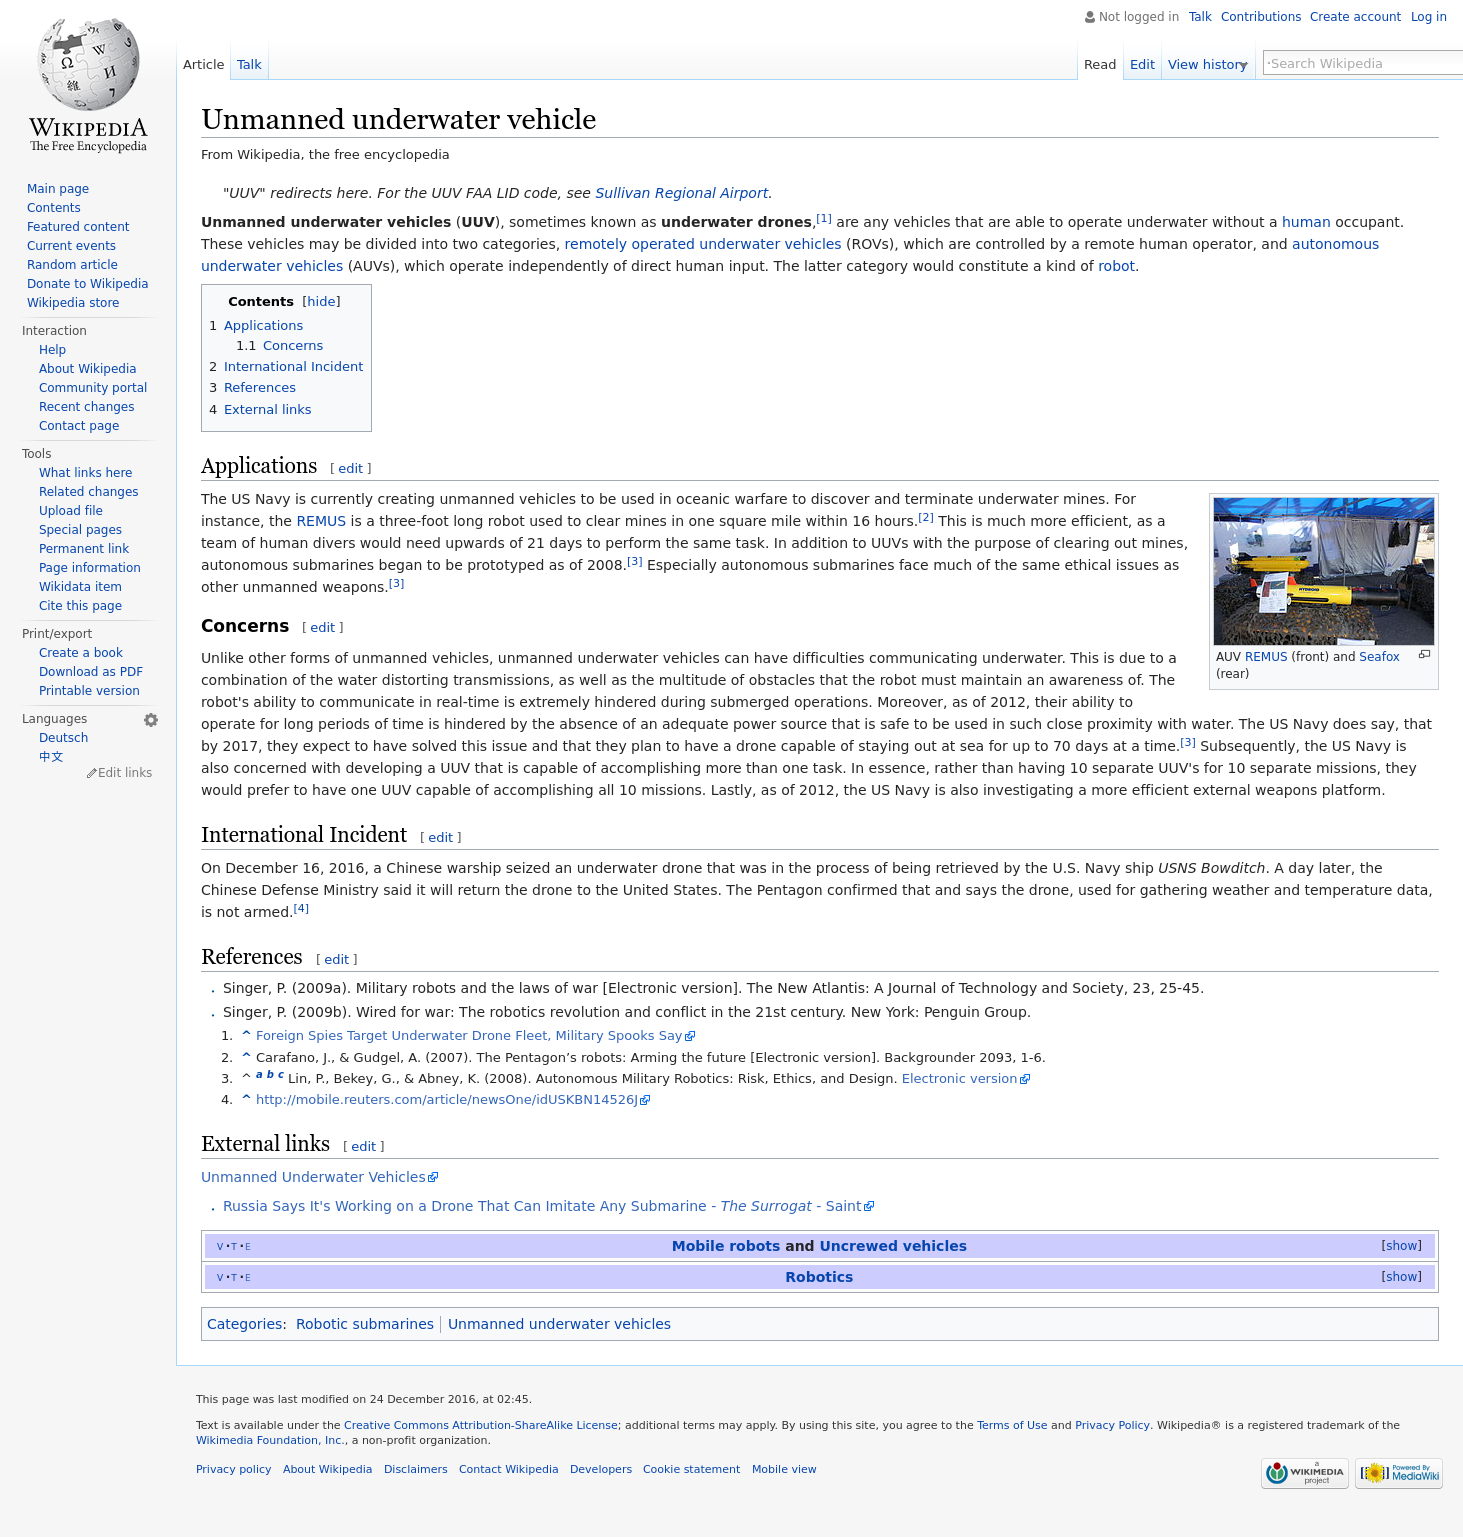 Not logged in Talk Contributions Create account Log in
Article Talk Read Edit View history Search Wikipedia
WIKIPEDIA
The Free Encyclopedia
Main page
Contents
Featured content
Current events
Random article
Donate to Wikipedia
Wikipedia store
Interaction
Help
About Wikipedia
Community portal
Recent changes
Contact page
Tools
What links here
Related changes
Upload file
Special pages
Permanent link
Page information
Wikidata item
Cite this page
Print/export
Create a book
Download as PDF
Printable version
Languages
Deutsch
中文
Edit links
Unmanned underwater vehicle
From Wikipedia, the free encyclopedia
"UUV" redirects here. For the UUV FAA LID code, see Sullivan Regional Airport.
Unmanned underwater vehicles (UUV), sometimes known as underwater drones,[1] are any vehicles that are able to operate underwater without a human occupant.
These vehicles may be divided into two categories, remotely operated underwater vehicles (ROVs), which are controlled by a remote human operator, and autonomous
underwater vehicles (AUVs), which operate independently of direct human input. The latter category would constitute a kind of robot.
Contents [hide]
1 Applications
1.1 Concerns
2 International Incident
3 References
4 External links
Applications [ edit ]
The US Navy is currently creating unmanned vehicles to be used in oceanic warfare to discover and terminate underwater mines. For
instance, the REMUS is a three-foot long robot used to clear mines in one square mile within 16 hours.[2] This is much more efficient, as a
team of human divers would need upwards of 21 days to perform the same task. In addition to UUVs with the purpose of clearing out mines,
autonomous submarines began to be prototyped as of 2008.[3] Especially autonomous submarines face much of the same ethical issues as
other unmanned weapons.[3]
HYDROID
AUV REMUS (front) and Seafox
(rear)
Concerns [ edit ]
Unlike other forms of unmanned vehicles, unmanned underwater vehicles can have difficulties communicating underwater. This is due to a
combination of the water distorting transmissions, as well as the multitude of obstacles that the robot must maintain an awareness of. The
robot's ability to communicate in real-time is extremely hindered during submerged operations. Moreover, as of 2012, their ability to
operate for long periods of time is hindered by the absence of an adequate power source that is safe to be used in such close proximity with water. The US Navy does say, that
by 2017, they expect to have solved this issue and that they plan to have a drone capable of staying out at sea for up to 70 days at a time.[3] Subsequently, the US Navy is
also concerned with developing a UUV that is capable of accomplishing more than one task. In essence, rather than having 10 separate UUV's for 10 separate missions, they
would prefer to have one UUV capable of accomplishing all 10 missions. Lastly, as of 2012, the US Navy is also investigating a more efficient external weapons platform.
International Incident [ edit ]
On December 16, 2016, a Chinese warship seized an underwater drone that was in the process of being retrieved by the U.S. Navy ship USNS Bowditch. A day later, the
Chinese Defense Ministry said it will return the drone to the United States. The Pentagon confirmed that and says the drone, used for gathering weather and temperature data,
is not armed.[4]
References [ edit ]
Singer, P. (2009a). Military robots and the laws of war [Electronic version]. The New Atlantis: A Journal of Technology and Society, 23, 25-45.
Singer, P. (2009b). Wired for war: The robotics revolution and conflict in the 21st century. New York: Penguin Group.
1. ^ Foreign Spies Target Underwater Drone Fleet, Military Spooks Say
2. ^ Carafano, J., & Gudgel, A. (2007). The Pentagon’s robots: Arming the future [Electronic version]. Backgrounder 2093, 1-6.
3. ^ a b c Lin, P., Bekey, G., & Abney, K. (2008). Autonomous Military Robotics: Risk, Ethics, and Design. Electronic version
4. ^ http://mobile.reuters.com/article/newsOne/idUSKBN14526J
External links [ edit ]
Unmanned Underwater Vehicles
Russia Says It's Working on a Drone That Can Imitate Any Submarine - The Surrogat - Saint
V • T • E Mobile robots and Uncrewed vehicles [show]
V • T • E Robotics [show]
Categories: Robotic submarines Unmanned underwater vehicles
This page was last modified on 24 December 2016, at 02:45.
Text is available under the Creative Commons Attribution-ShareAlike License; additional terms may apply. By using this site, you agree to the Terms of Use and Privacy Policy. Wikipedia® is a registered trademark of the
Wikimedia Foundation, Inc., a non-profit organization.
Privacy policy About Wikipedia Disclaimers Contact Wikipedia Developers Cookie statement Mobile view
a WIKIMEDIA project
Powered By MediaWiki